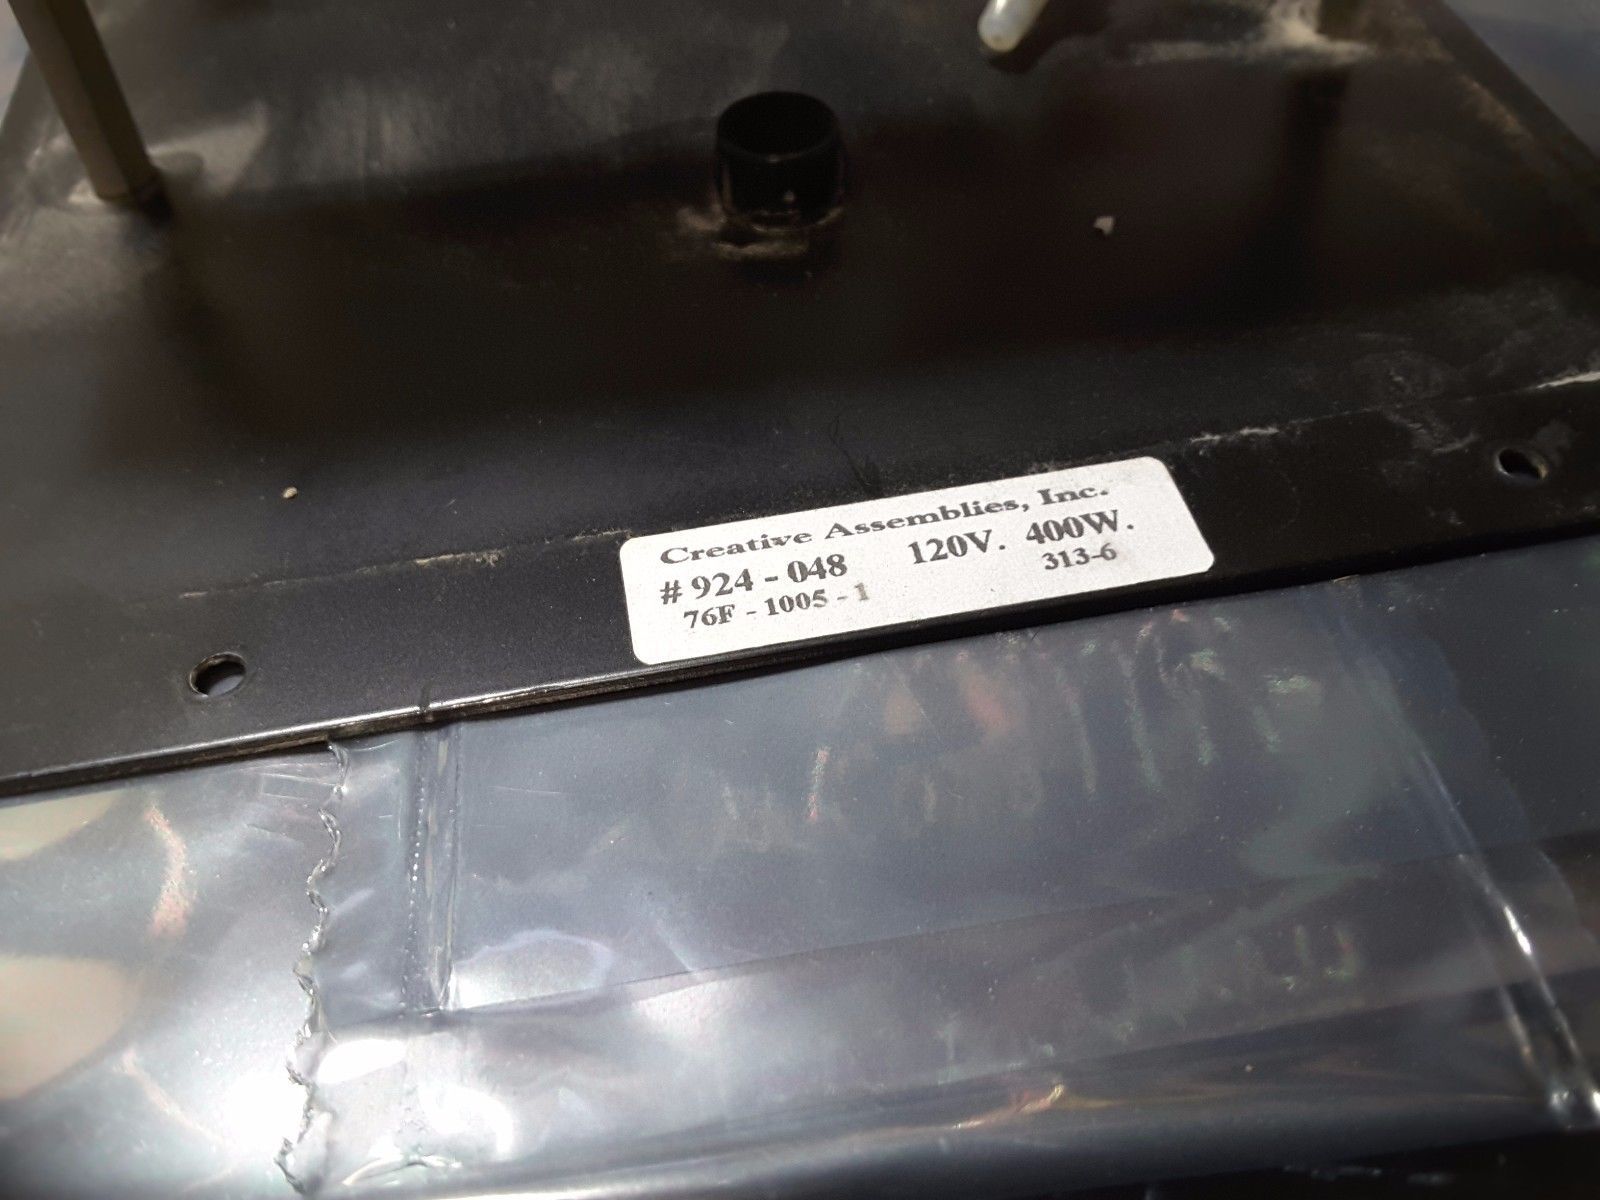 Creative Assemblies, Inc.
# 924 - 048 120V. 400W.
76F - 1005 - 1 313-6